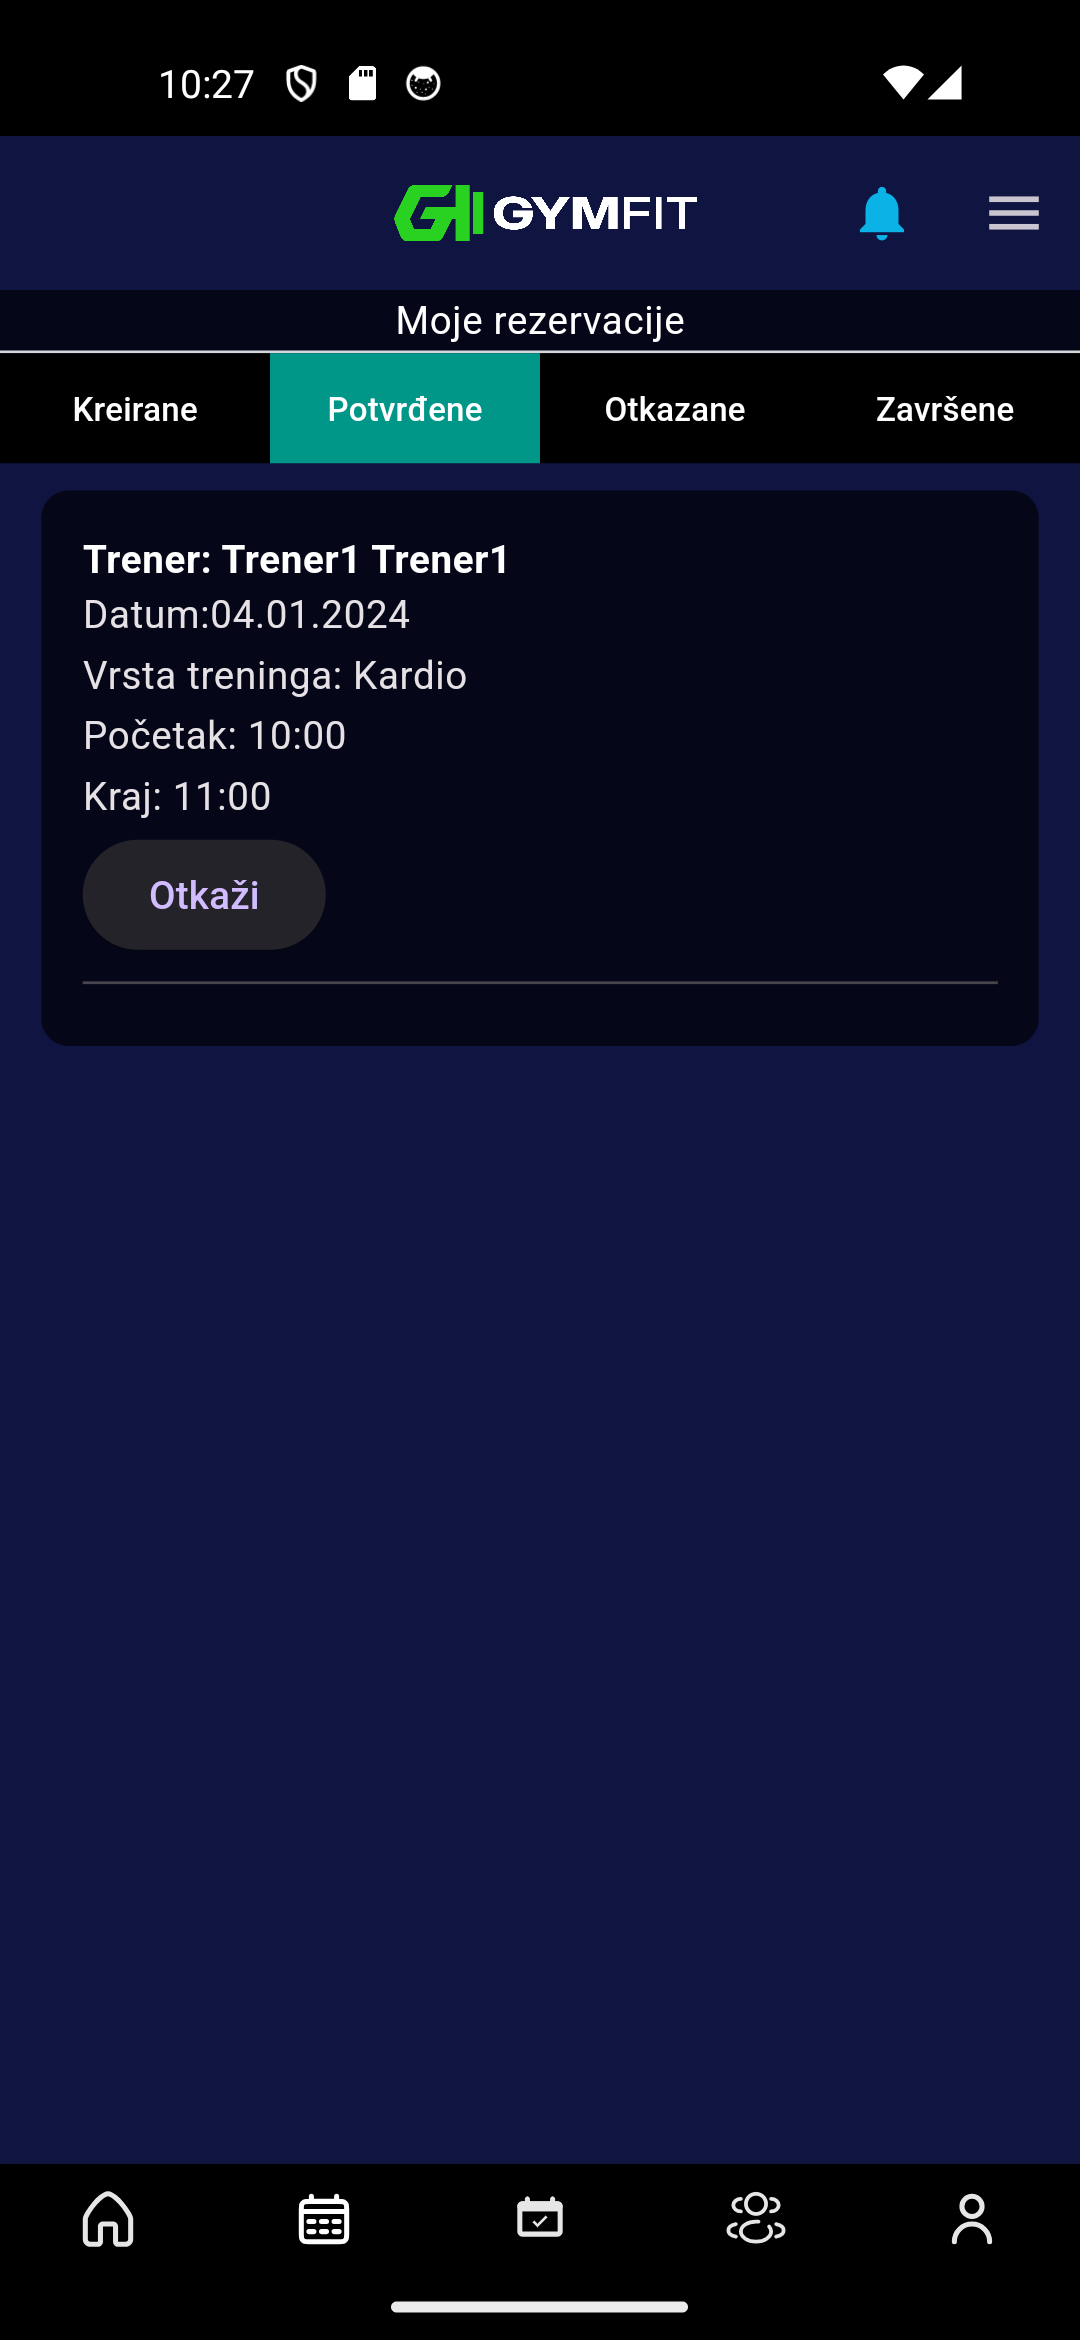 10:27
GYMFIT
Moje rezervacije
Kreirane Potvrđene Otkazane Završene
Trener: Trener1 Trener1
Datum:04.01.2024
Vrsta treninga: Kardio
Početak: 10:00
Kraj: 11:00
Otkaži